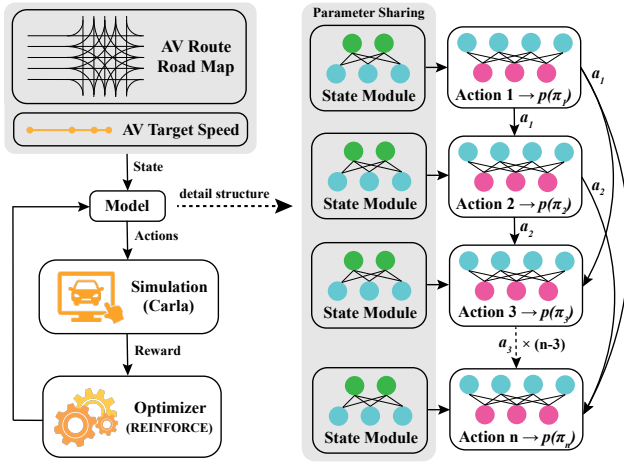 AV Route
Road Map
AV Target Speed
State
Model
detail structure
Actions
Simulation
(Carla)
Reward
Optimizer
(REINFORCE)
Parameter Sharing
State Module
Action 1 → p(π₁)
a₁
a₁
State Module
Action 2 → p(π₂)
a₂
a₂
State Module
Action 3 → p(π₃)
a₃ × (n-3)
State Module
Action n → p(πₙ)